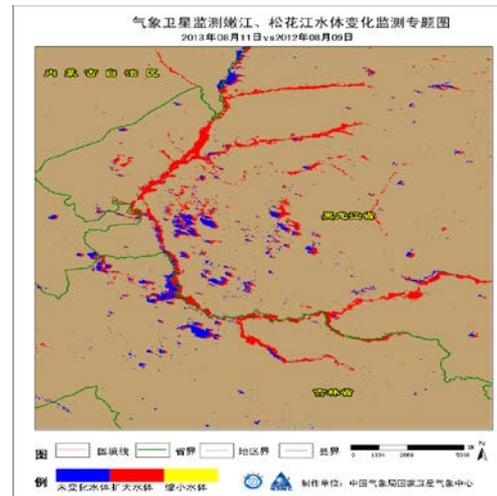 气象卫星监测嫩江、松花江水体变化监测专题图
2013年08月11日vs2012年08月09日
内蒙古自治区
黑龙江省
吉林省
图 国境线 省界 地区界 县界
例 未变化水体 扩大水体 缩小水体 制作单位：中国气象局国家卫星气象中心